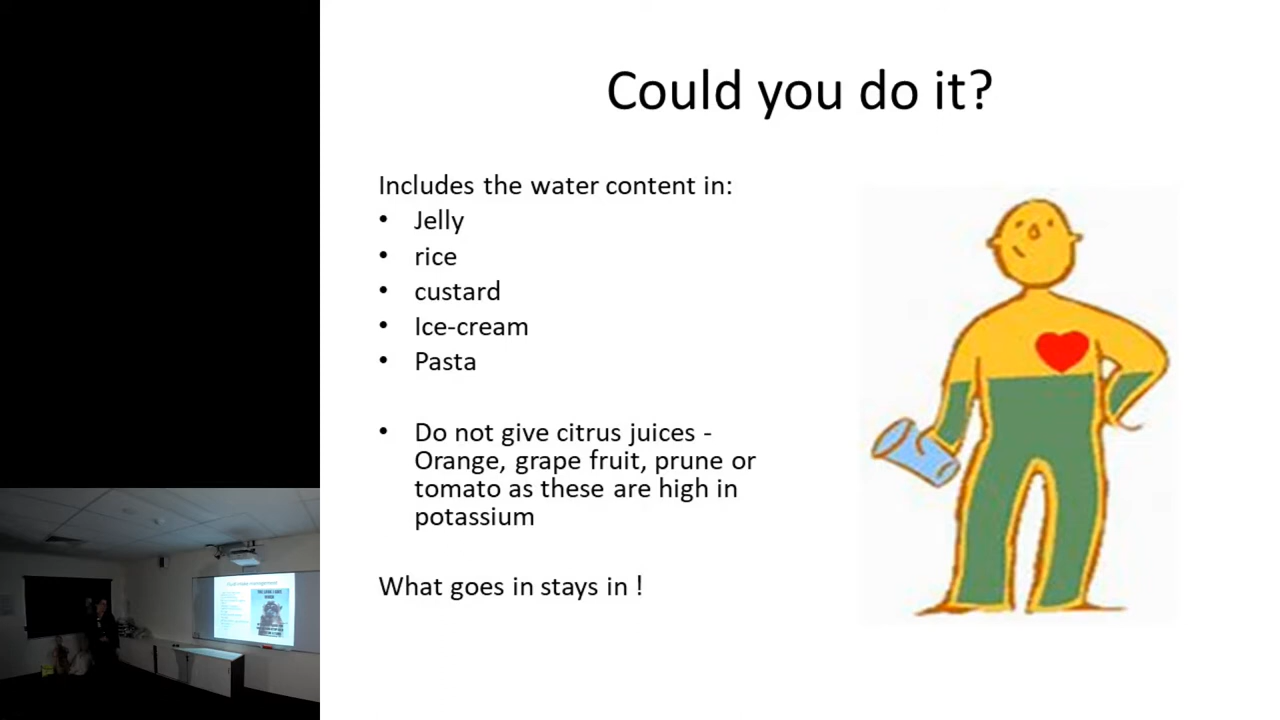 Could you do it?
Includes the water content in:
• Jelly
• rice
• custard
• Ice-cream
• Pasta
• Do not give citrus juices -
Orange, grape fruit, prune or
tomato as these are high in
potassium
What goes in stays in !